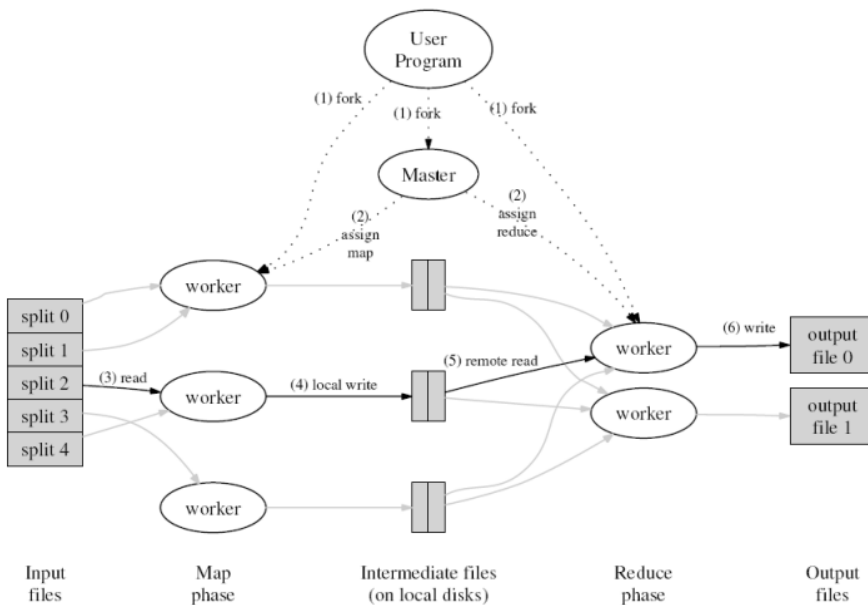 User
Program
(1) fork
(1) fork
(1) fork
Master
(2)
assign
map
(2)
assign
reduce
worker
split 0
split 1
split 2
split 3
split 4
(3) read
worker
(4) local write
(5) remote read
worker
(6) write
output
file 0
worker
output
file 1
worker
Input
files
Map
phase
Intermediate files
(on local disks)
Reduce
phase
Output
files